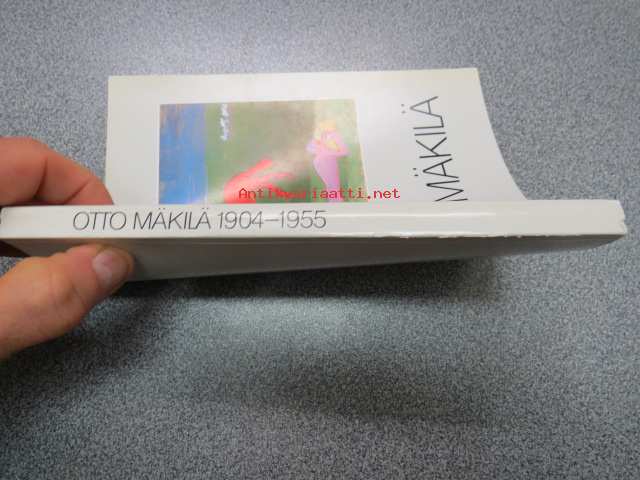 MÄKILÄ
Antikvariaatti.net
OTTO MÄKILÄ 1904–1955